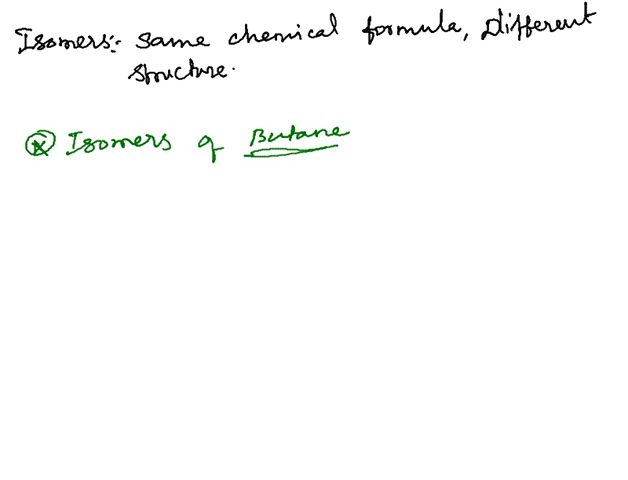 Isomers:- same chemical formula, Different
structure.
Isomers of Butane